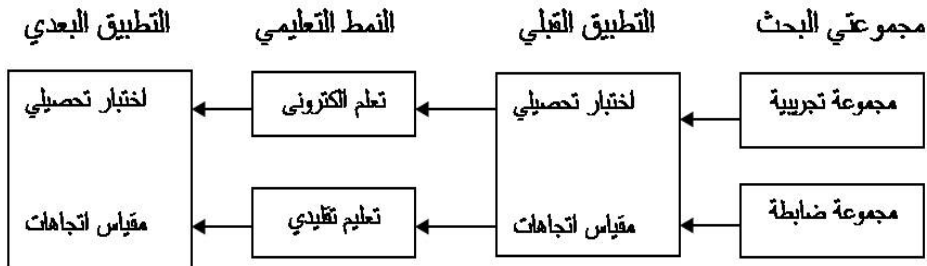 مجموعتي البحث
التطبيق القبلي
النمط التعليمي
التطبيق البعدي
مجموعة تجريبية
اختبار تحصيلي
تعلم الكترونى
اختبار تحصيلي
مجموعة ضابطة
مقياس اتجاهات
تعليم تقليدي
مقياس اتجاهات